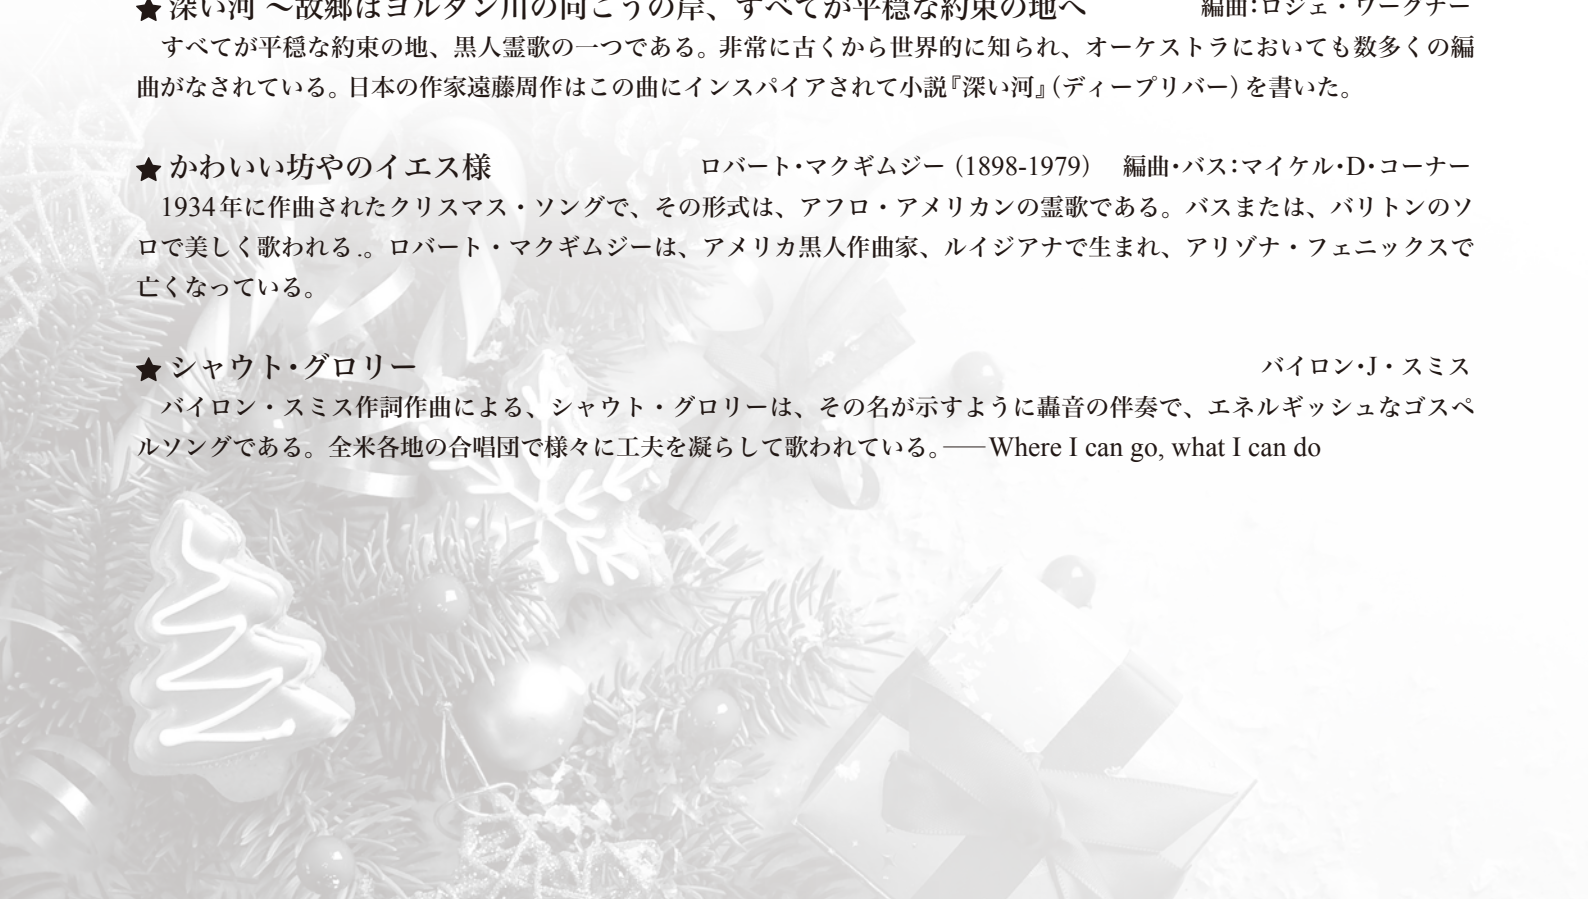 ★ 深い河 〜故郷はヨルダン川の向こうの岸、すべてが平穏な約束の地へ 編曲：ロジェ・ワーグナー
すべてが平穏な約束の地、黒人霊歌の一つである。非常に古くから世界的に知られ、オーケストラにおいても数多くの編
曲がなされている。日本の作家遠藤周作はこの曲にインスパイアされて小説『深い河』（ディープリバー）を書いた。
★ かわいい坊やのイエス様 ロバート・マクギムジー（1898-1979） 編曲・バス：マイケル・D・コーナー
1934年に作曲されたクリスマス・ソングで、その形式は、アフロ・アメリカンの霊歌である。バスまたは、バリトンのソ
ロで美しく歌われる.。ロバート・マクギムジーは、アメリカ黒人作曲家、ルイジアナで生まれ、アリゾナ・フェニックスで
亡くなっている。
★ シャウト・グロリー バイロン・J・スミス
バイロン・スミス作詞作曲による、シャウト・グロリーは、その名が示すように轟音の伴奏で、エネルギッシュなゴスペ
ルソングである。全米各地の合唱団で様々に工夫を凝らして歌われている。——Where I can go, what I can do